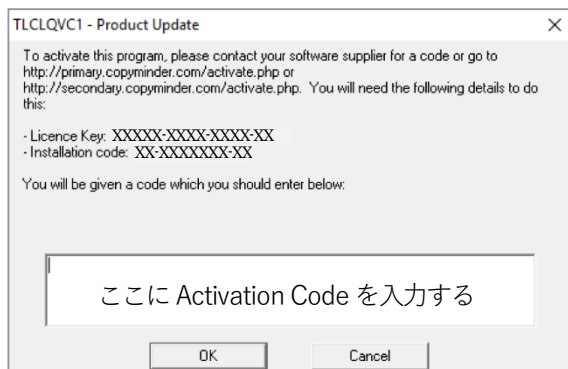 TLCLQVC1 - Product Update
To activate this program, please contact your software supplier for a code or go to
http://primary.copyminder.com/activate.php or
http://secondary.copyminder.com/activate.php. You will need the following details to do
this:
- Licence Key: XXXXX-XXXX-XXXX-XX
- Installation code: XX-XXXXXXX-XX
You will be given a code which you should enter below:
ここに Activation Code を入力する
OK
Cancel